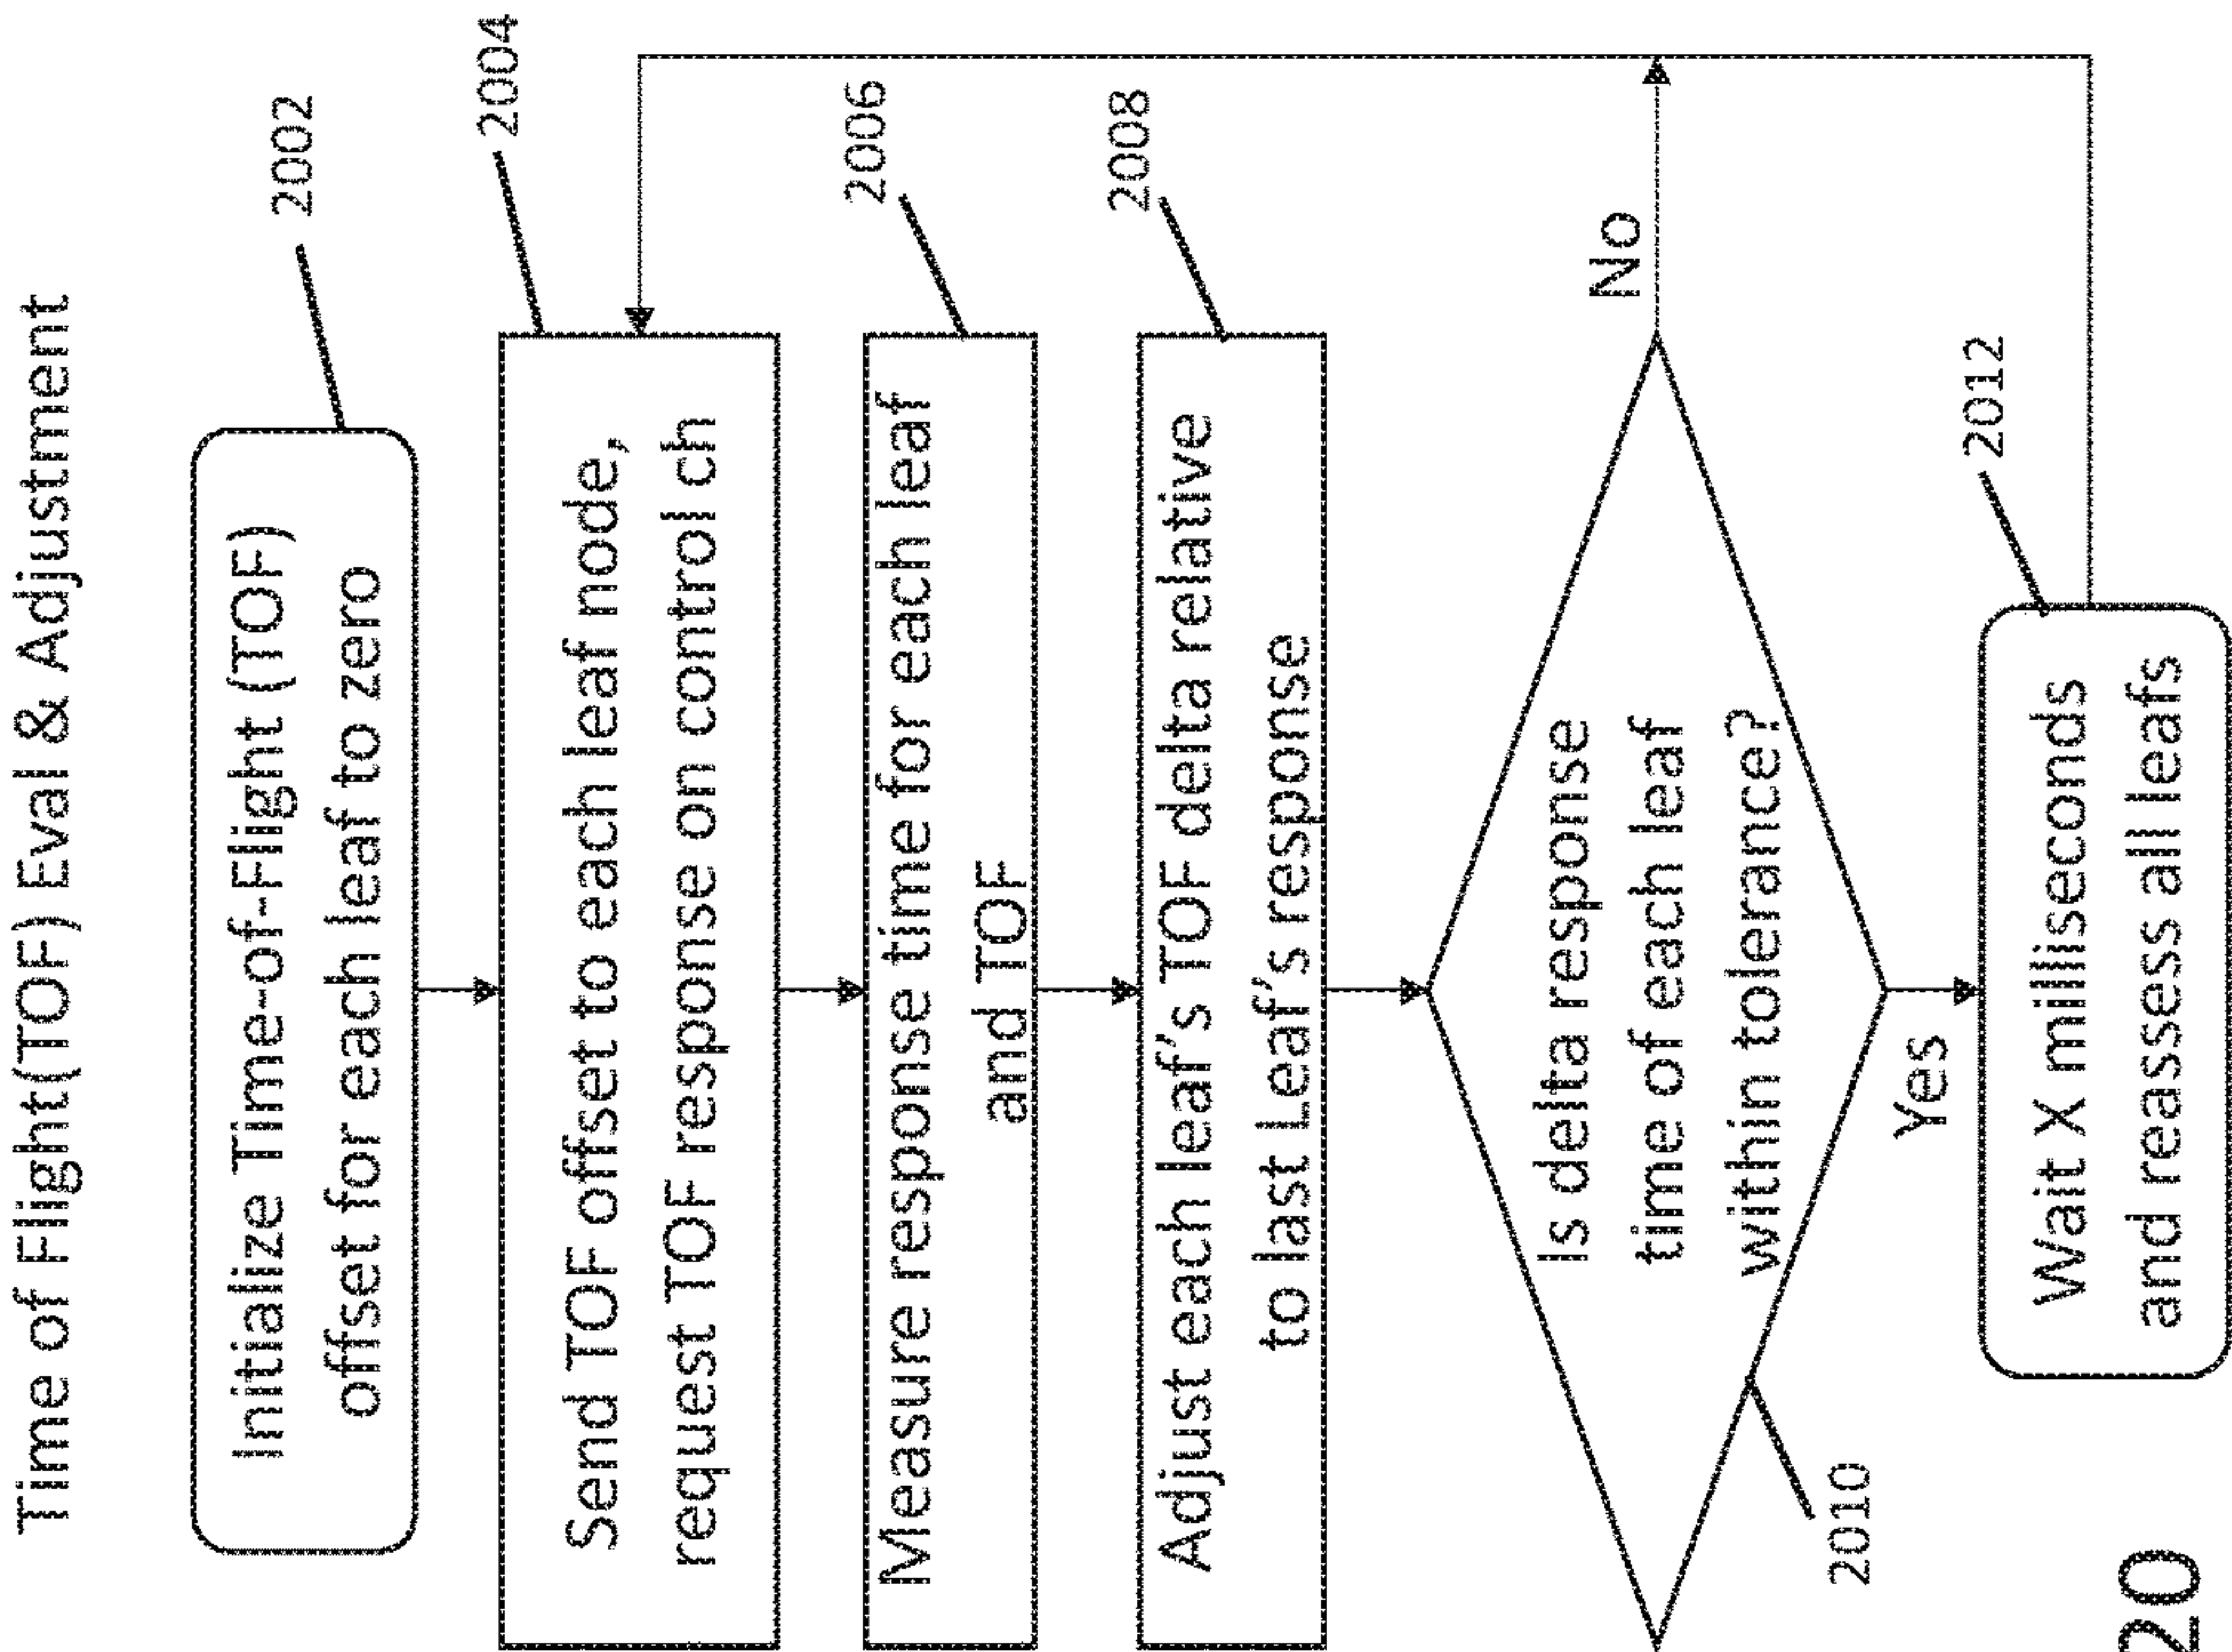 Time of Flight(TOF) Eval & Adjustment
2002
Initialize Time-of-Flight (TOF)
offset for each leaf to zero
2004
Send TOF offset to each leaf node,
request TOF response on control ch
2006
Measure response time for each leaf
and TOF
2008
Adjust each leaf's TOF delta relative
to last Leaf's response
Is delta response
time of each leaf
within tolerance?
No
2010
Yes
2012
Wait X milliseconds
and reassess all leafs
20